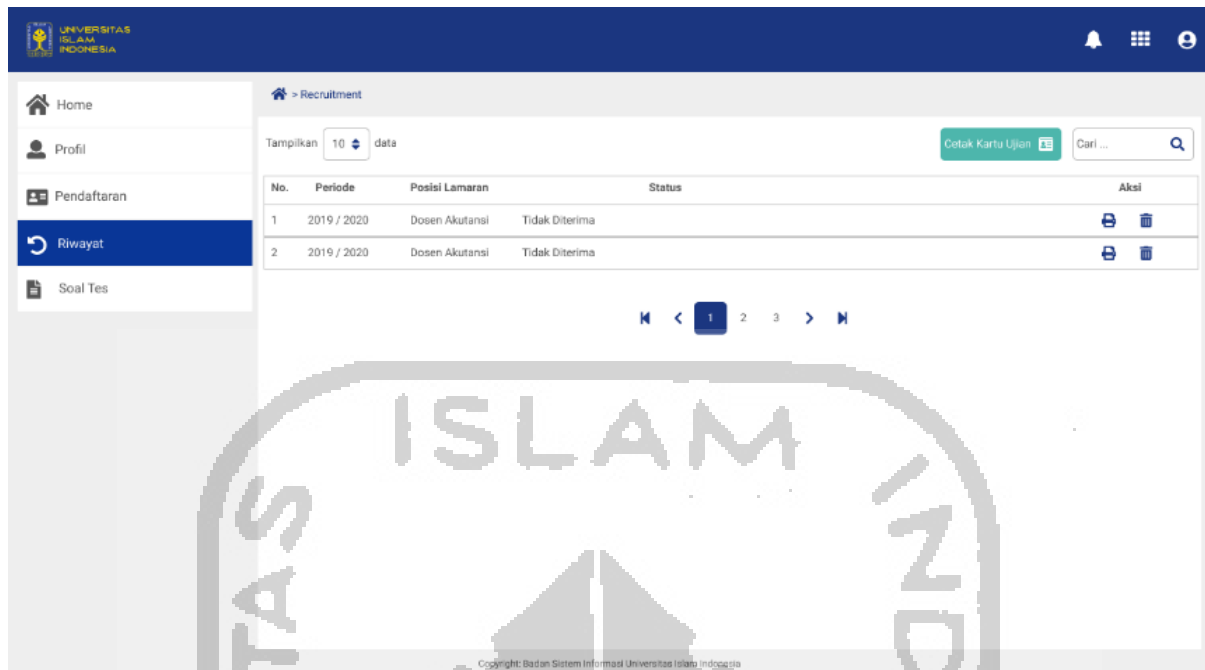 UNIVERSITAS
ISLAM
INDONESIA
Home
Profil
Pendaftaran
Riwayat
Soal Tes
> Recruitment
Tampilkan 10 data
Cetak Kartu Ujian
Cari ...
No. Periode Posisi Lamaran Status Aksi
1 2019 / 2020 Dosen Akutansi Tidak Diterima
2 2019 / 2020 Dosen Akutansi Tidak Diterima
1 2 3
ISLAM
TAS
INDO
Copyright: Badan Sistem Informasi Universitas Islam Indonesia